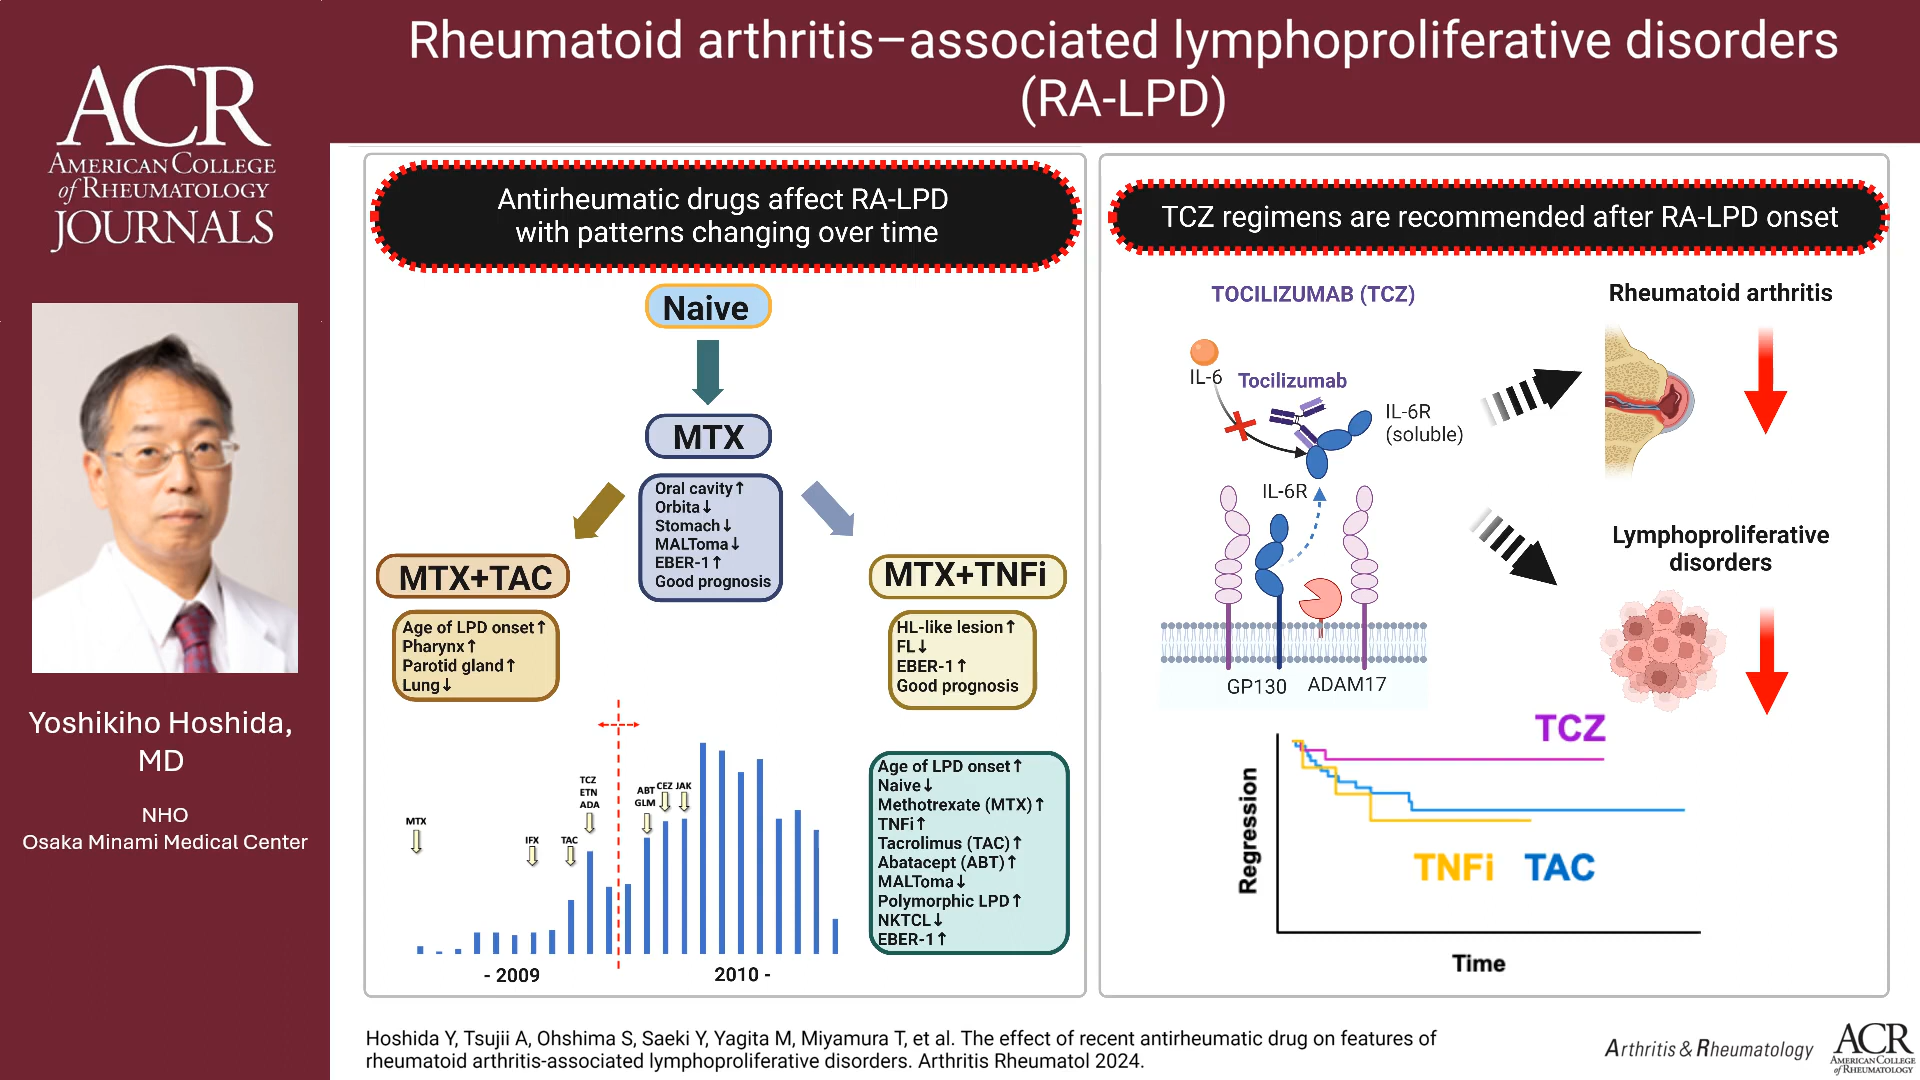 ACR
AMERICAN COLLEGE
of RHEUMATOLOGY
JOURNALS
Yoshikiho Hoshida,
MD
NHO
Osaka Minami Medical Center
Rheumatoid arthritis–associated lymphoproliferative disorders
(RA-LPD)
Antirheumatic drugs affect RA-LPD
with patterns changing over time
Naive
MTX
Oral cavity↑
Orbita↓
Stomach↓
MALToma↓
EBER-1↑
Good prognosis
MTX+TAC
Age of LPD onset↑
Pharynx↑
Parotid gland↑
Lung↓
MTX+TNFi
HL-like lesion↑
FL↓
EBER-1↑
Good prognosis
MTX
IFX
TAC
TCZ
ETN
ADA
ABT
GLM
CEZ
JAK
- 2009
2010 -
Age of LPD onset↑
Naive↓
Methotrexate (MTX)↑
TNFi↑
Tacrolimus (TAC)↑
Abatacept (ABT)↑
MALToma↓
Polymorphic LPD↑
NKTCL↓
EBER-1↑
TCZ regimens are recommended after RA-LPD onset
TOCILIZUMAB (TCZ)
IL-6
Tocilizumab
IL-6R
(soluble)
IL-6R
GP130
ADAM17
Rheumatoid arthritis
Lymphoproliferative
disorders
TCZ
TNFi
TAC
Regression
Time
Hoshida Y, Tsujii A, Ohshima S, Saeki Y, Yagita M, Miyamura T, et al. The effect of recent antirheumatic drug on features of
rheumatoid arthritis-associated lymphoproliferative disorders. Arthritis Rheumatol 2024.
Arthritis & Rheumatology
ACR
AMERICAN COLLEGE
of RHEUMATOLOGY